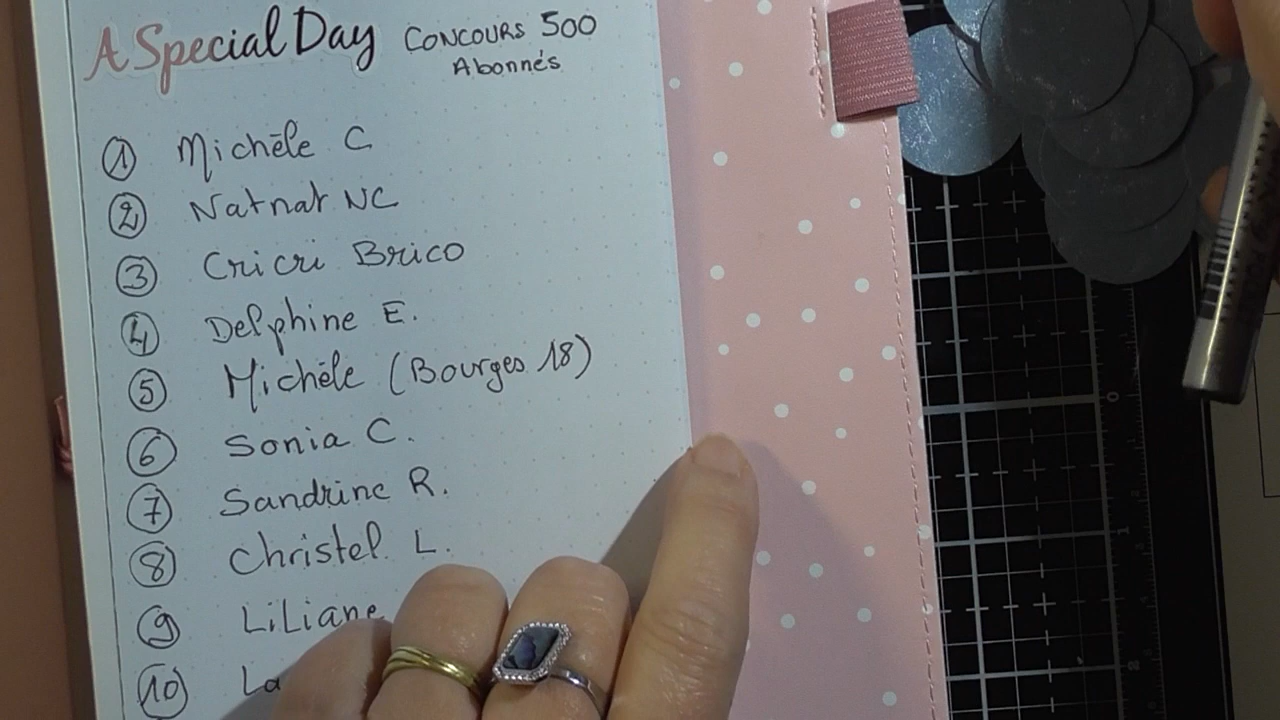 A Special Day CONCOURS 500
Abonnés
① Michèle C
② Natnat NC
③ Cricri Brico
④ Delphine E.
⑤ Michèle (Bourges 18)
⑥ Sonia C.
⑦ Sandrine R.
⑧ Christel L.
⑨ Liliane
⑩ La